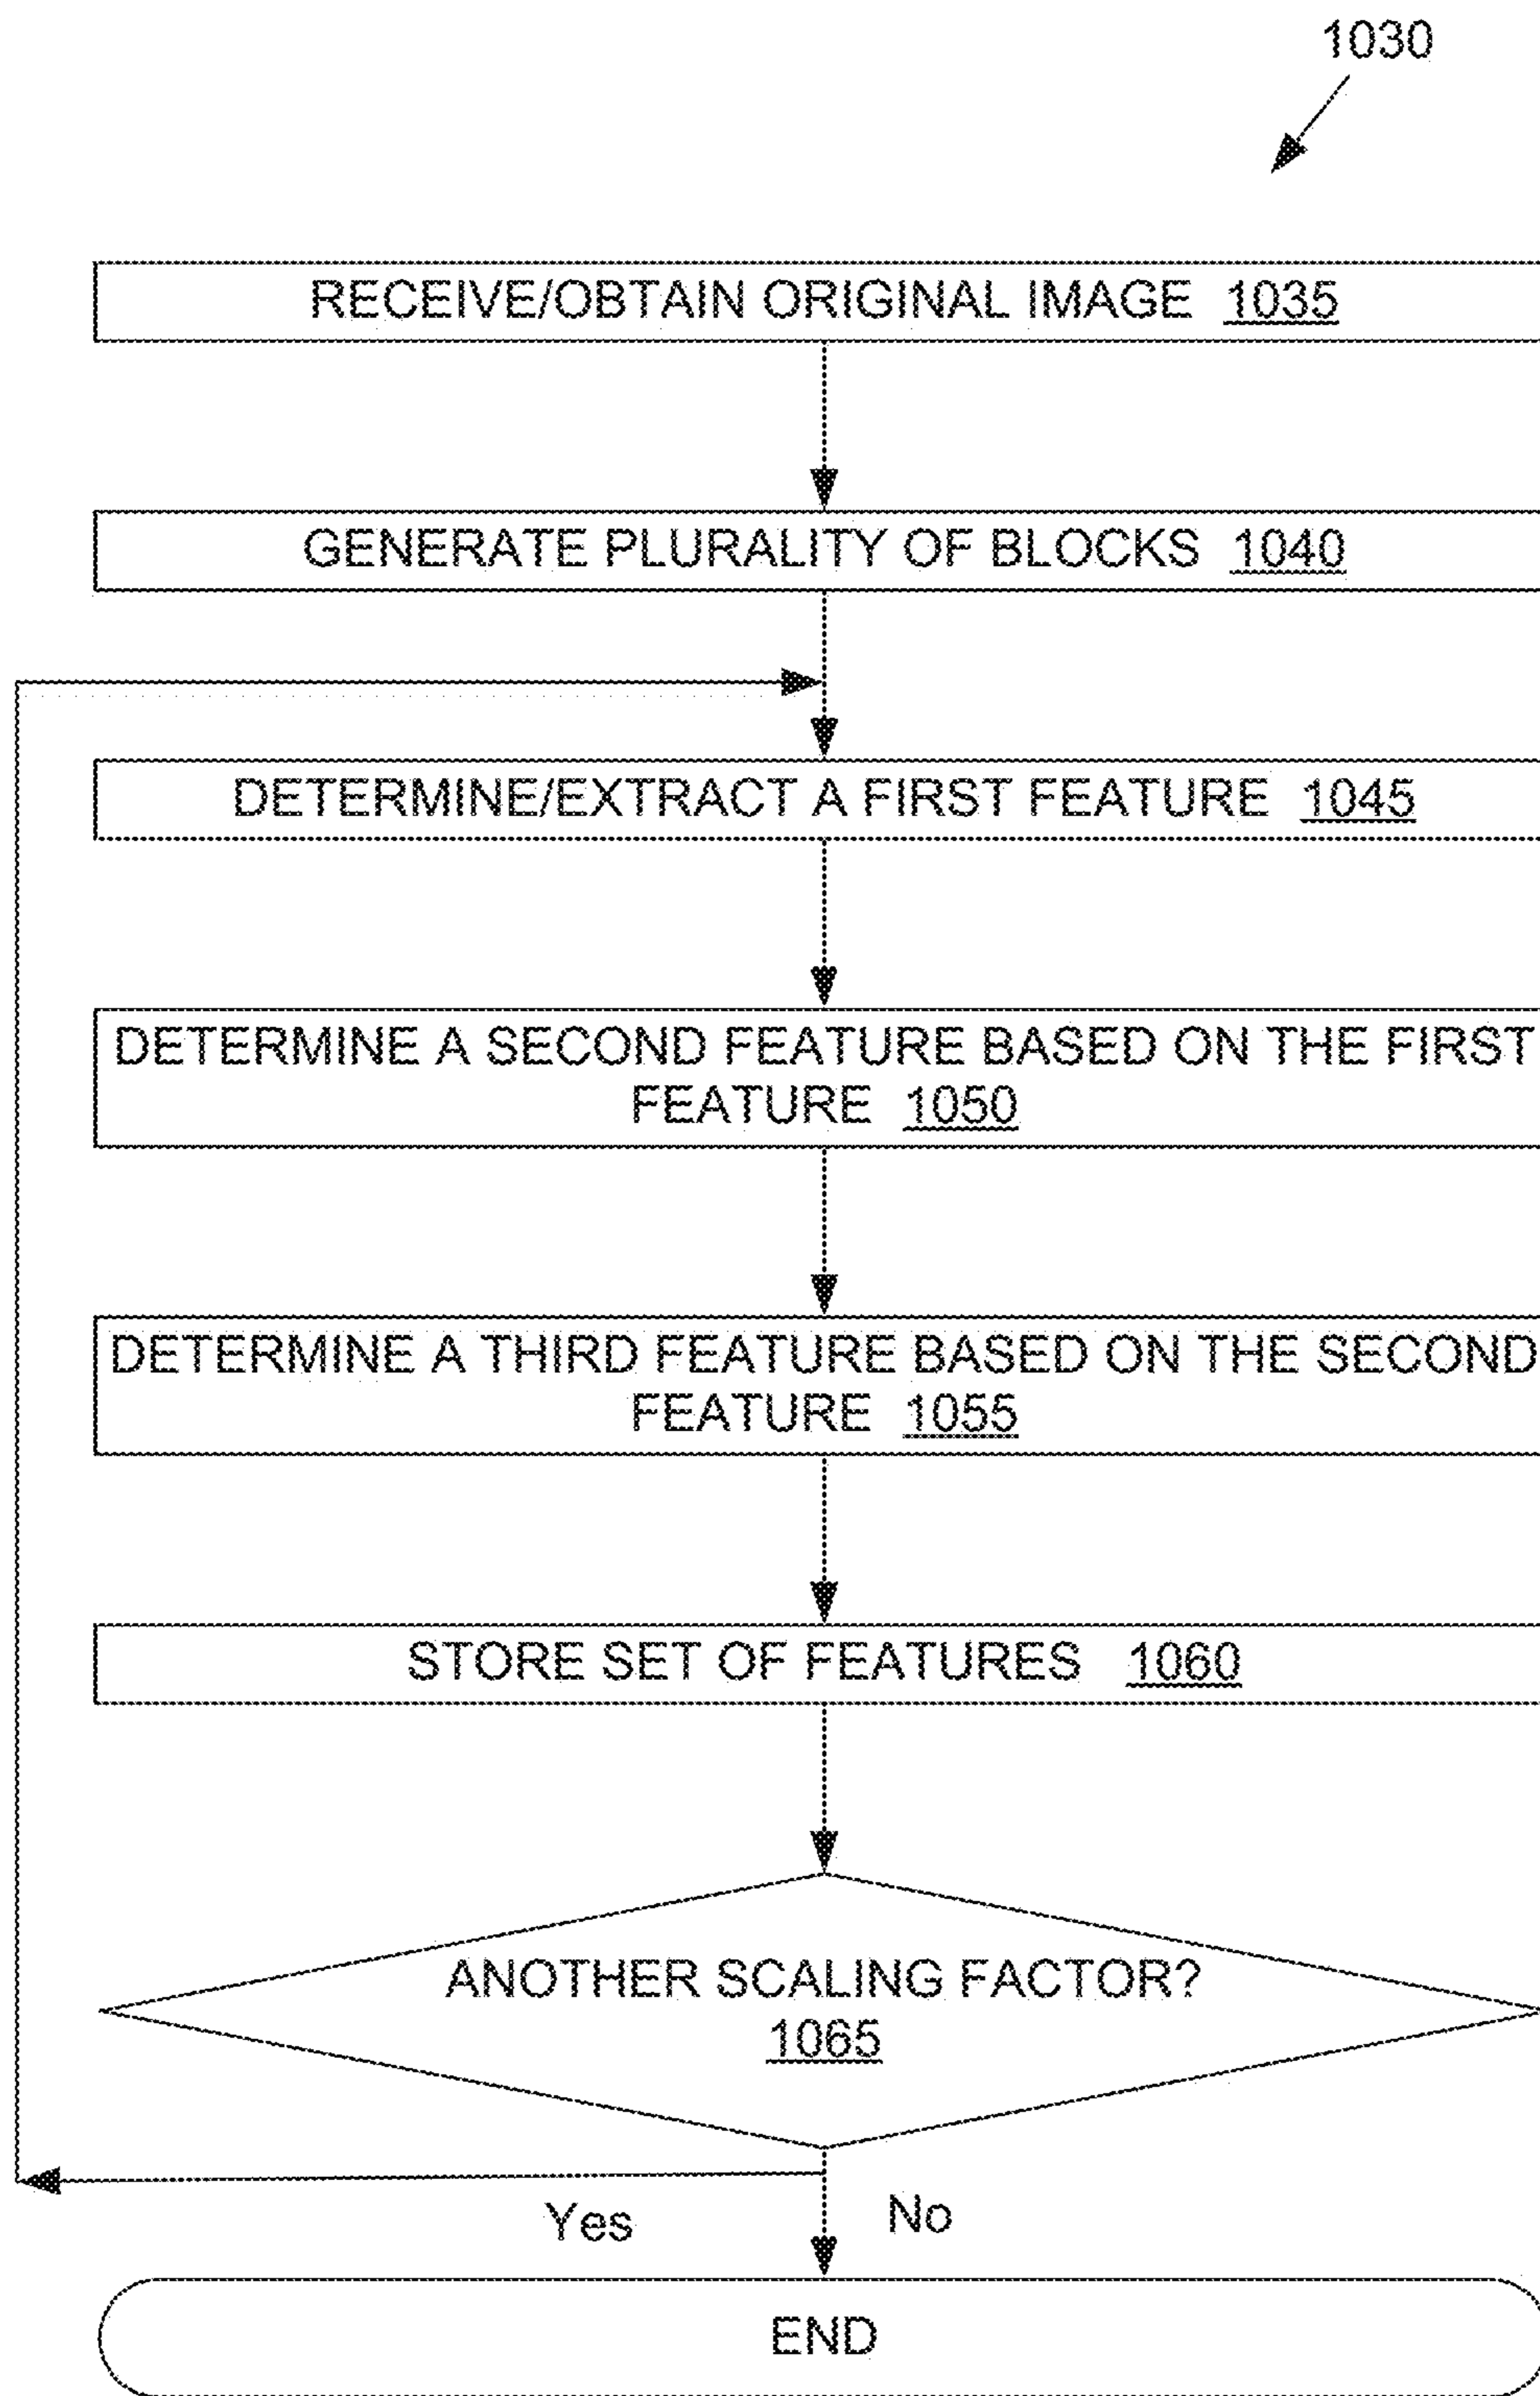 1030
RECEIVE/OBTAIN ORIGINAL IMAGE 1035
GENERATE PLURALITY OF BLOCKS 1040
DETERMINE/EXTRACT A FIRST FEATURE 1045
DETERMINE A SECOND FEATURE BASED ON THE FIRST
FEATURE 1050
DETERMINE A THIRD FEATURE BASED ON THE SECOND
FEATURE 1055
STORE SET OF FEATURES 1060
ANOTHER SCALING FACTOR?
1065
Yes
No
END